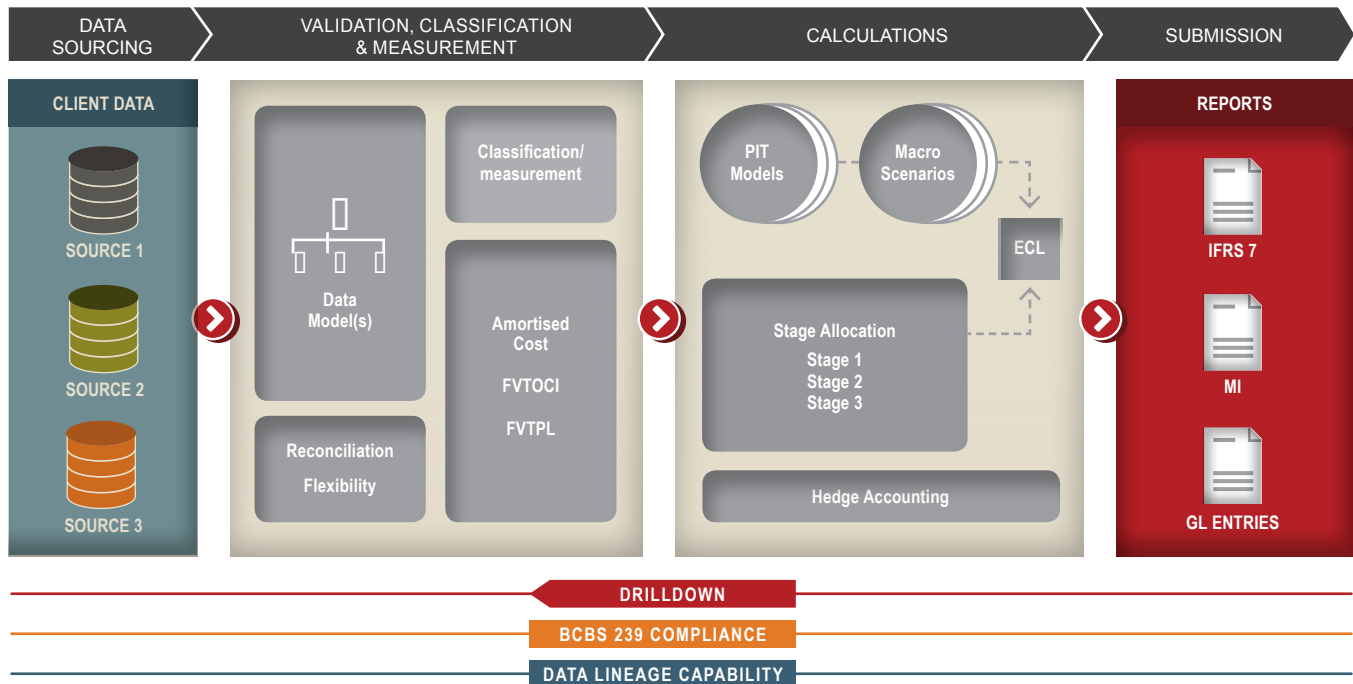 DATA
SOURCING
VALIDATION, CLASSIFICATION
& MEASUREMENT
CALCULATIONS
SUBMISSION
CLIENT DATA
SOURCE 1
SOURCE 2
SOURCE 3
Data
Model(s)
Reconciliation
Flexibility
Classification/
measurement
Amortised
Cost
FVTOCI
FVTPL
PIT
Models
Macro
Scenarios
ECL
Stage Allocation
Stage 1
Stage 2
Stage 3
Hedge Accounting
REPORTS
IFRS 7
MI
GL ENTRIES
DRILLDOWN
BCBS 239 COMPLIANCE
DATA LINEAGE CAPABILITY